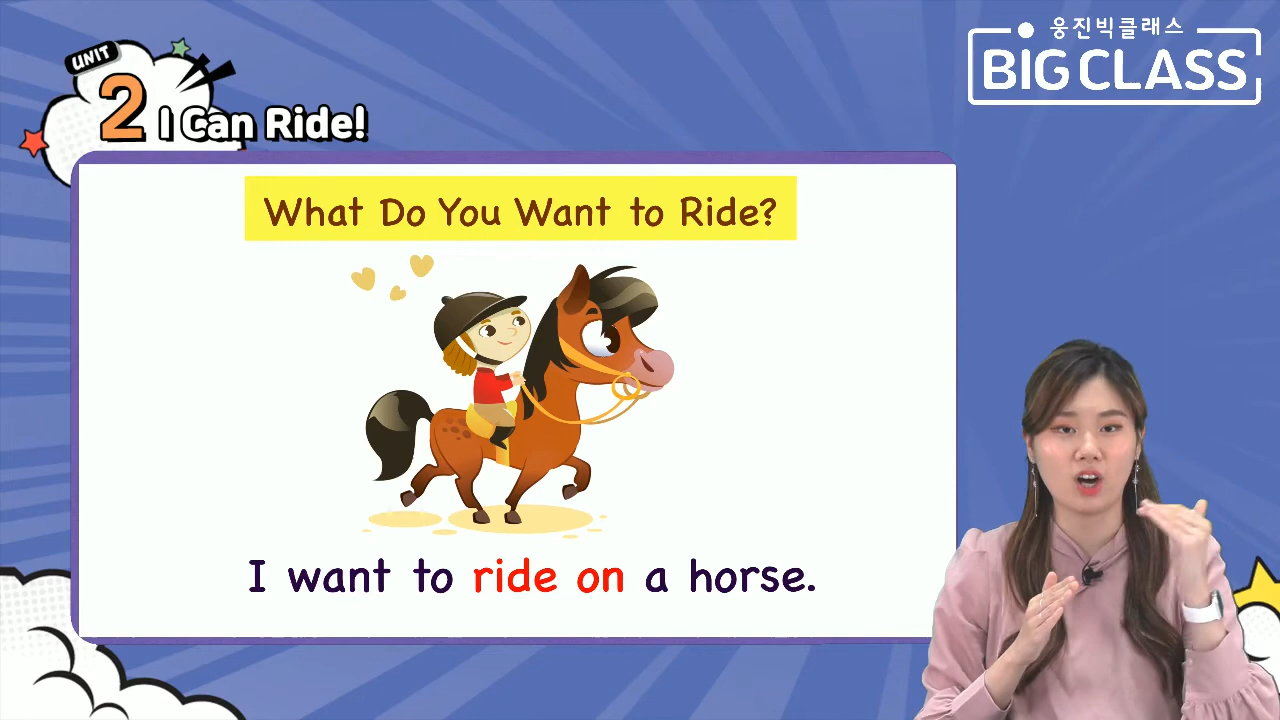 UNIT
2 I Can Ride!
웅진빅클래스
BIG CLASS
What Do You Want to Ride?
I want to ride on a horse.